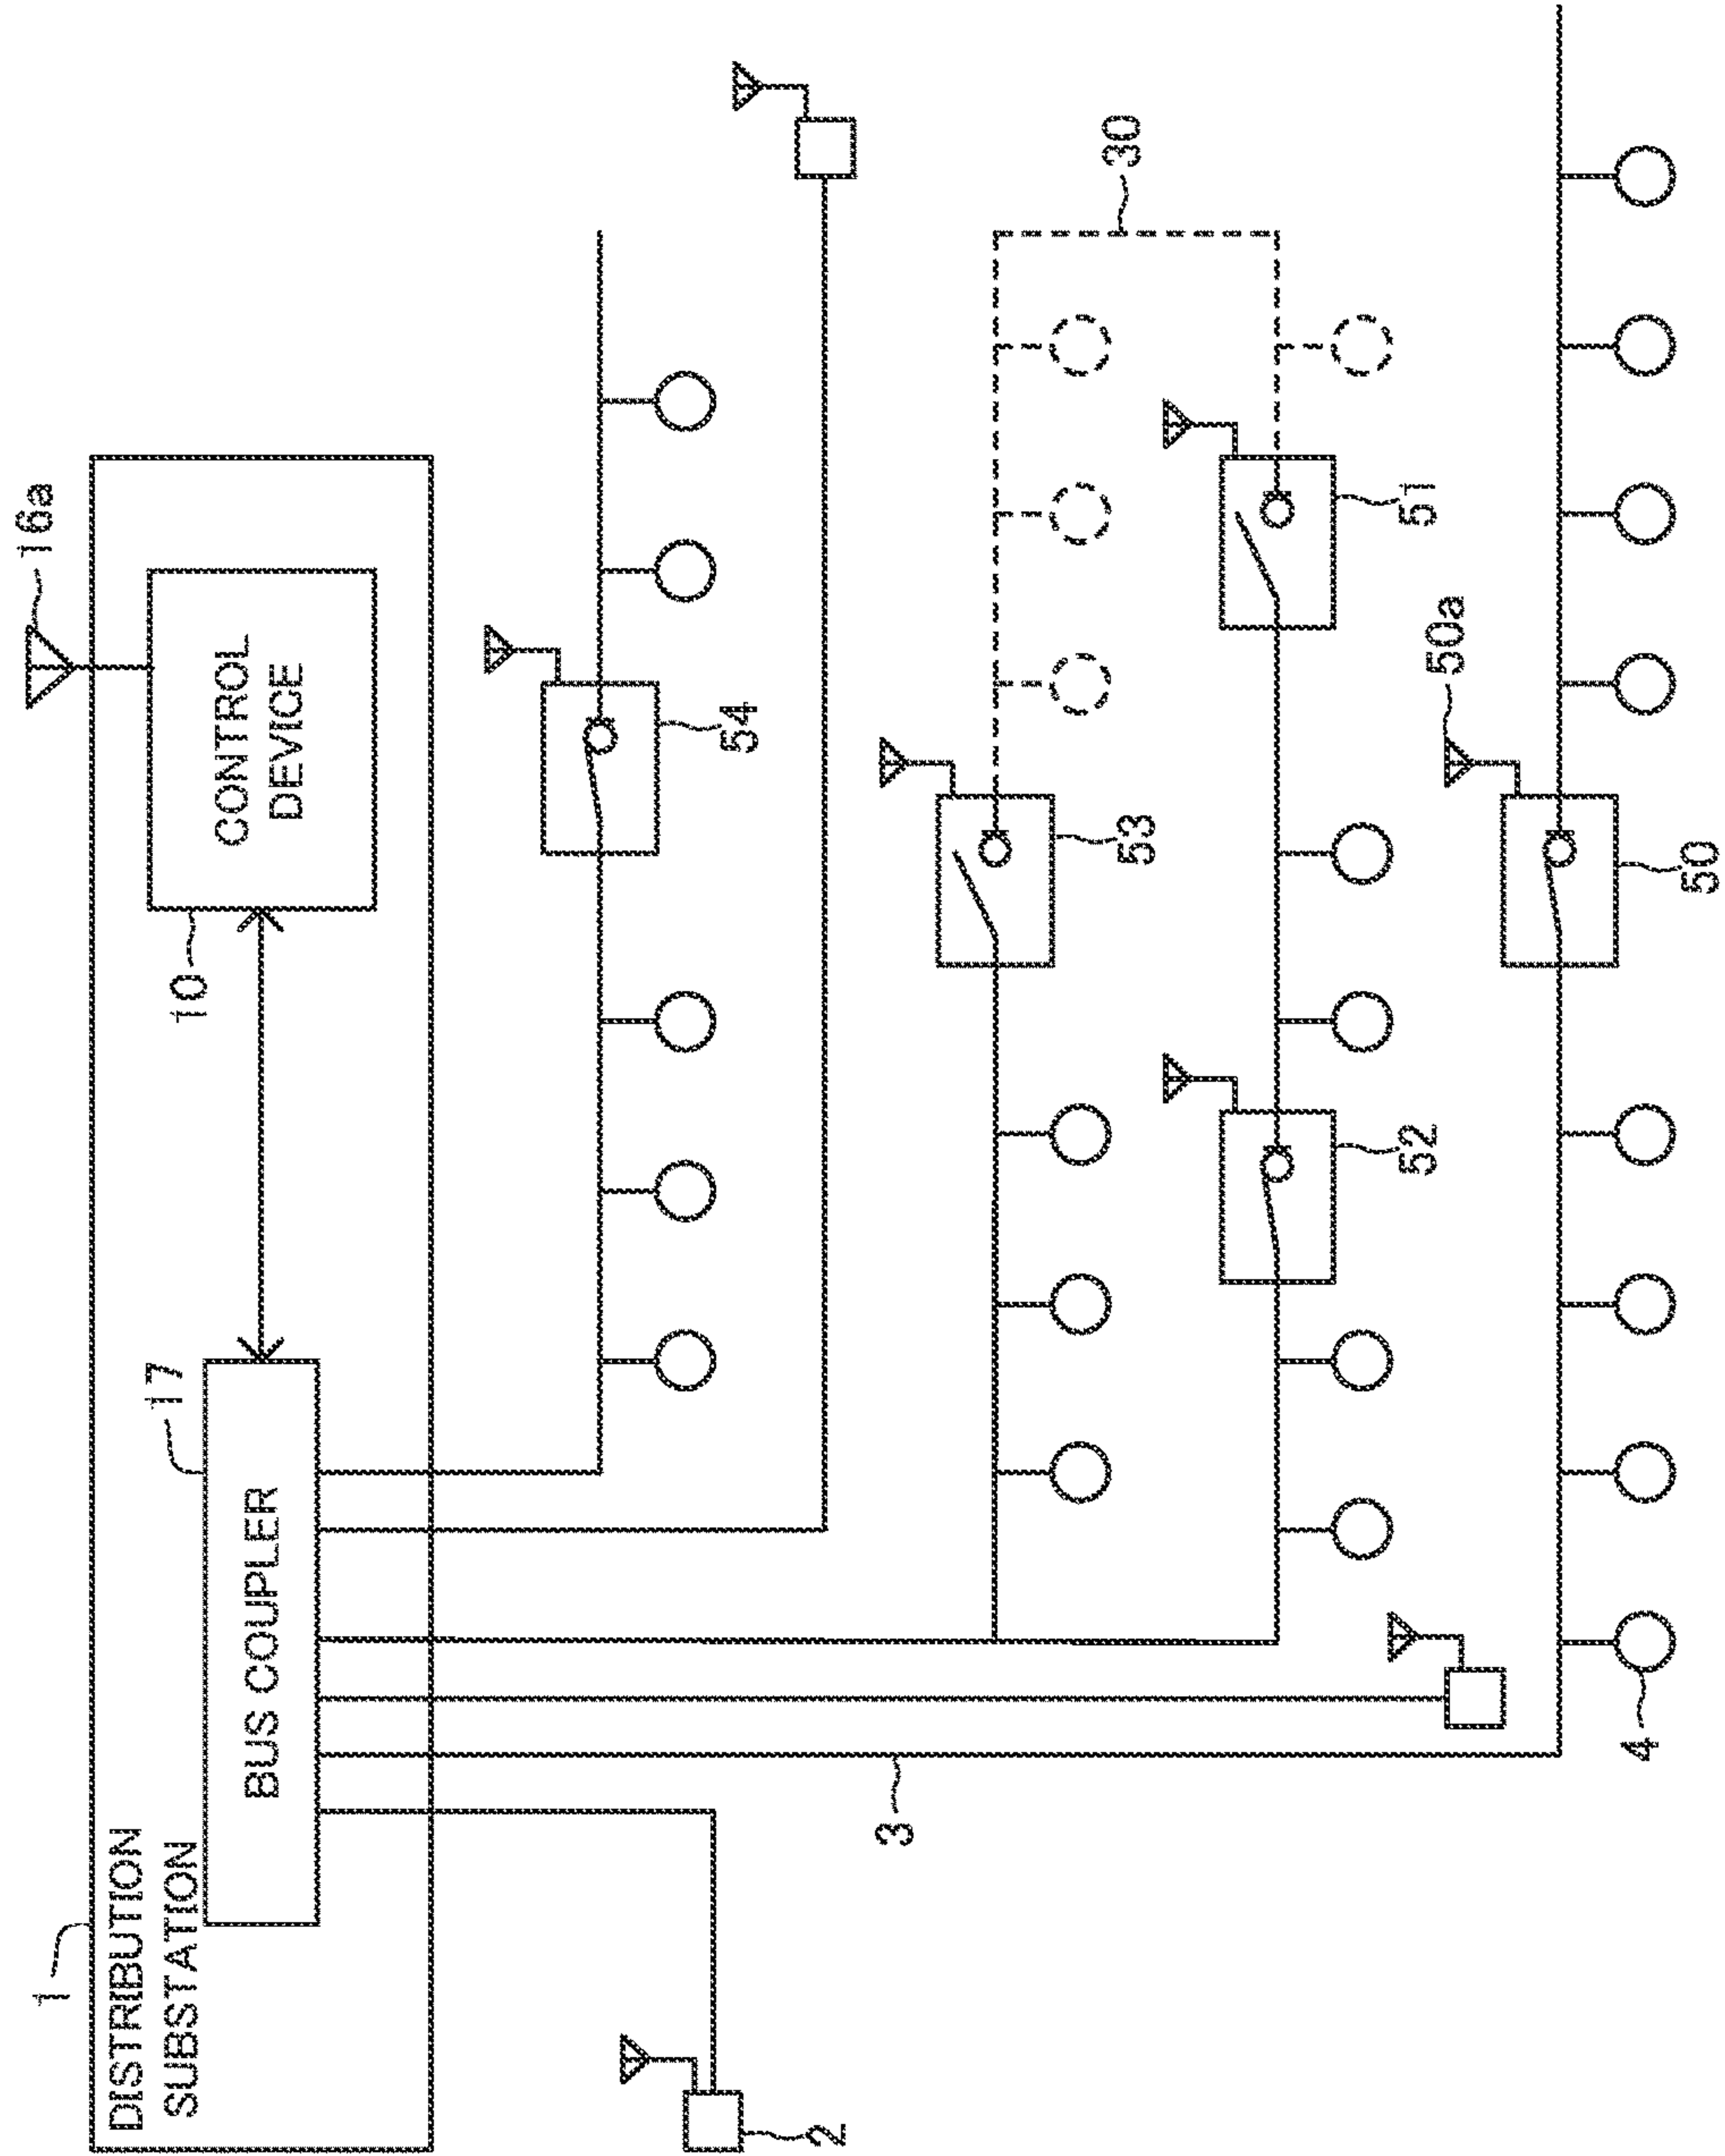 DISTRIBUTION
SUBSTATION
1
BUS COUPLER
17
10
CONTROL
DEVICE
16a
54
2
3
53
30
52
51
4
50
50a